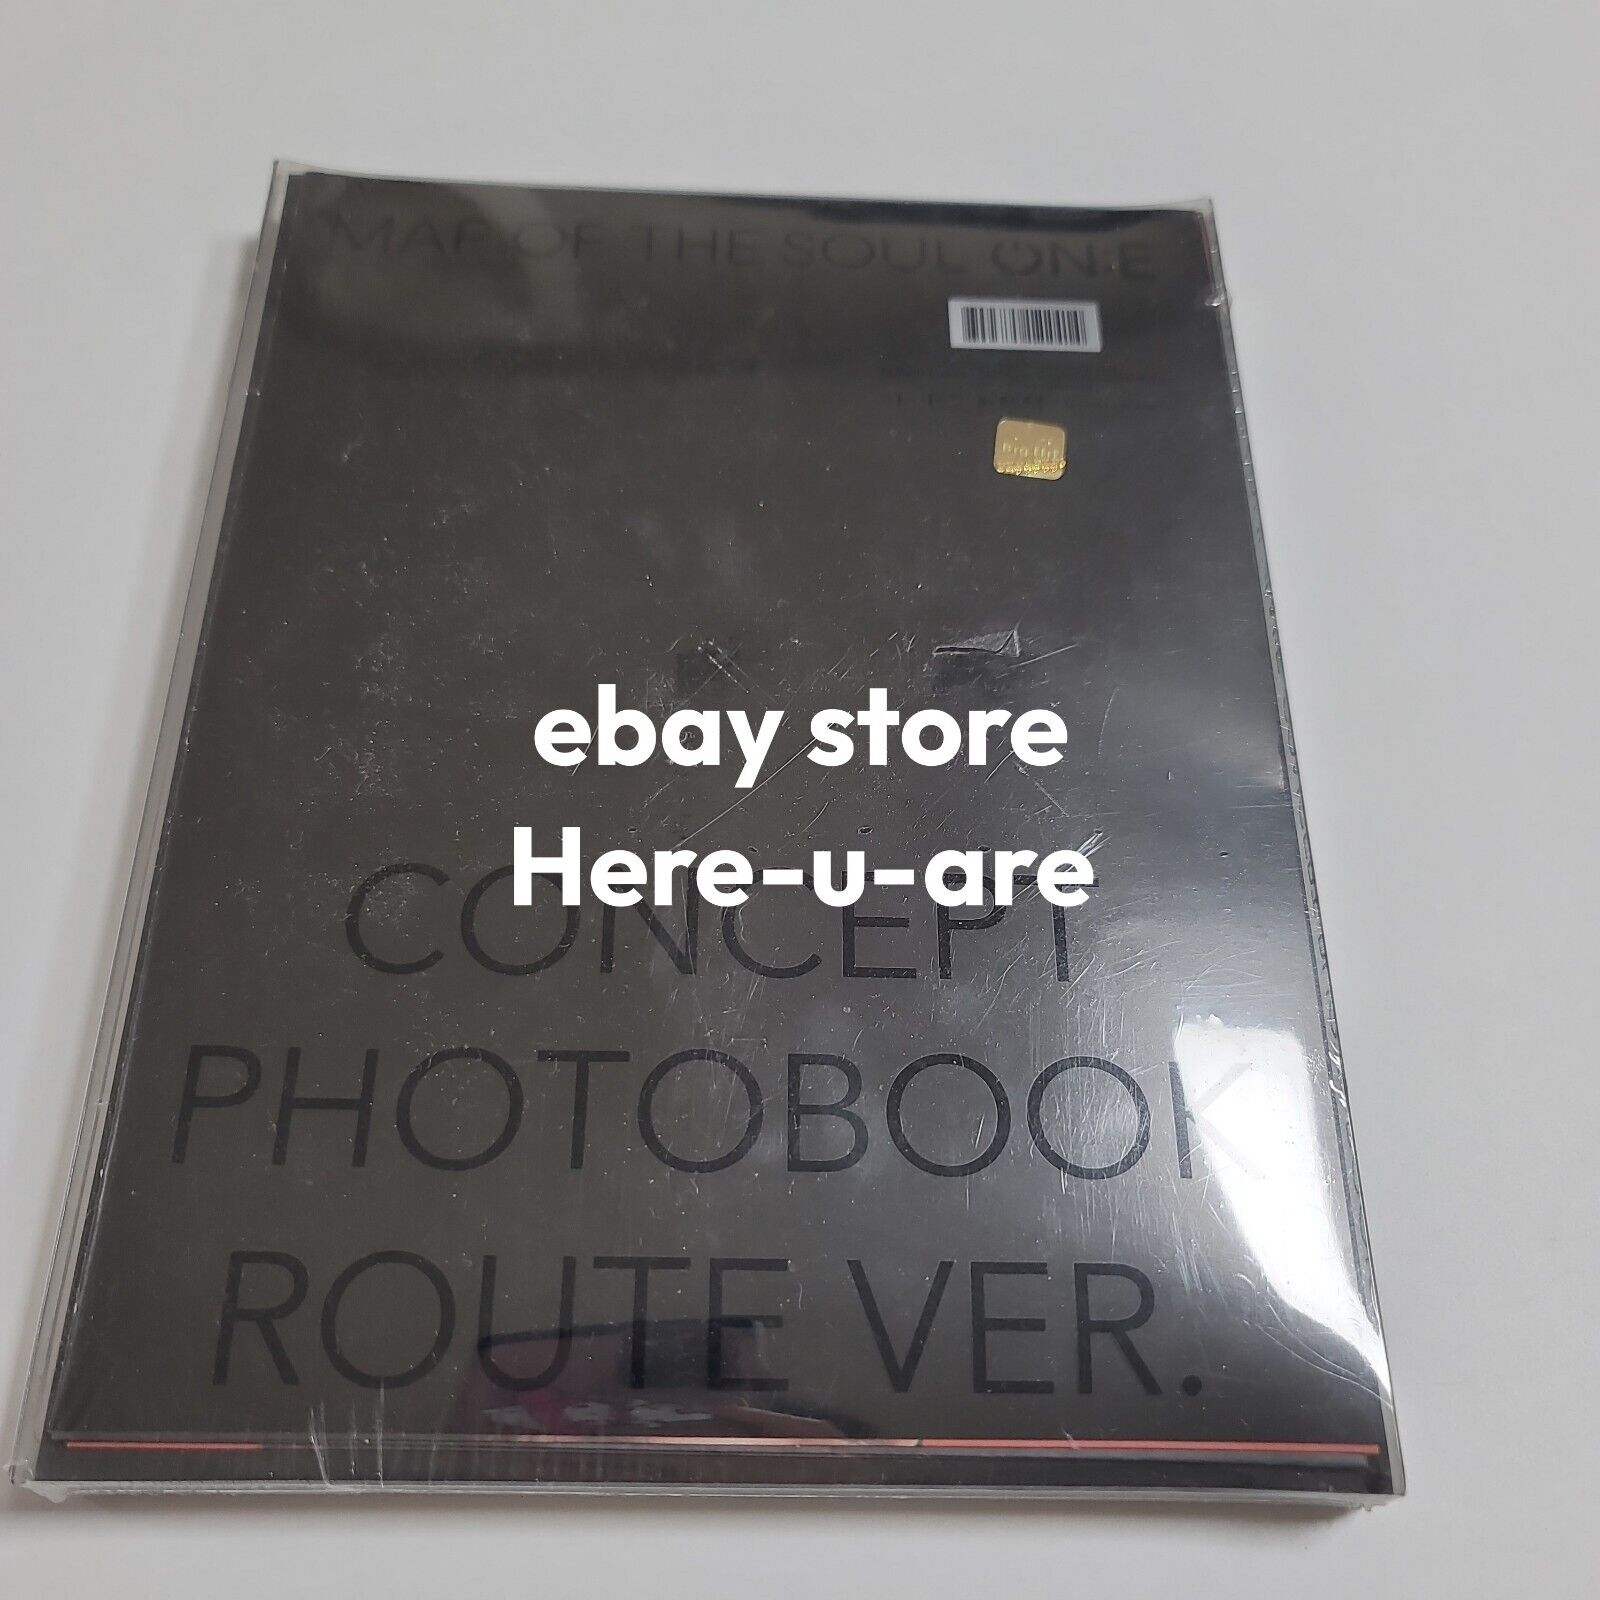 MAP OF THE SOUL ON:E
ebay store
Here-u-are
CONCEPT
PHOTOBOOK
ROUTE VER.